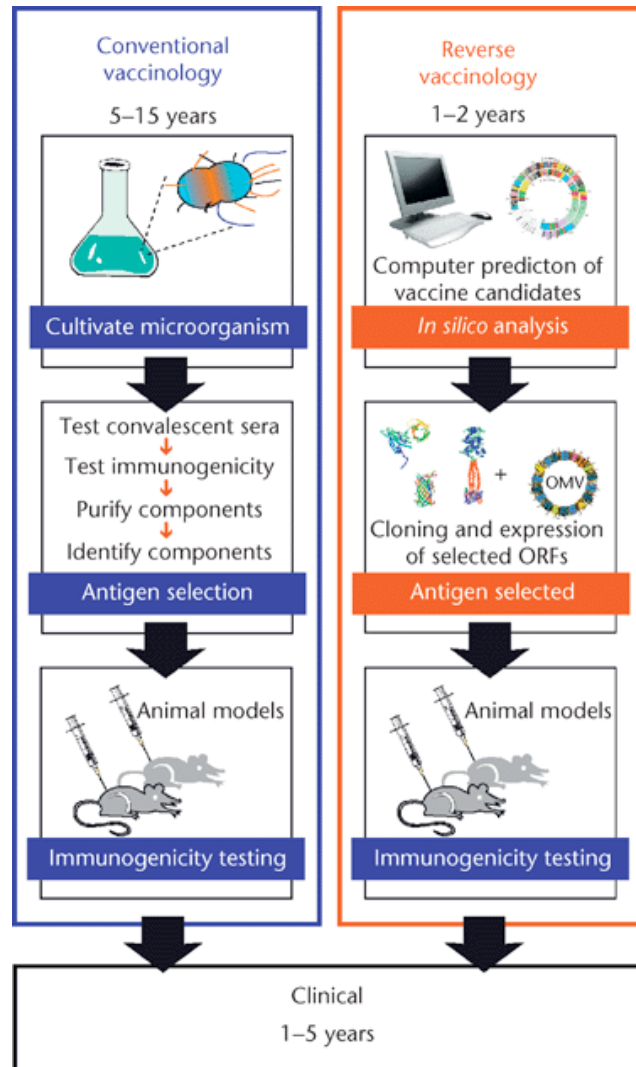 Conventional
vaccinology
5–15 years
Cultivate microorganism
Test convalescent sera
Test immunogenicity
Purify components
Identify components
Antigen selection
Animal models
Immunogenicity testing
Reverse
vaccinology
1–2 years
Computer predicton of
vaccine candidates
In silico analysis
+
OMV
Cloning and expression
of selected ORFs
Antigen selected
Animal models
Immunogenicity testing
Clinical
1–5 years